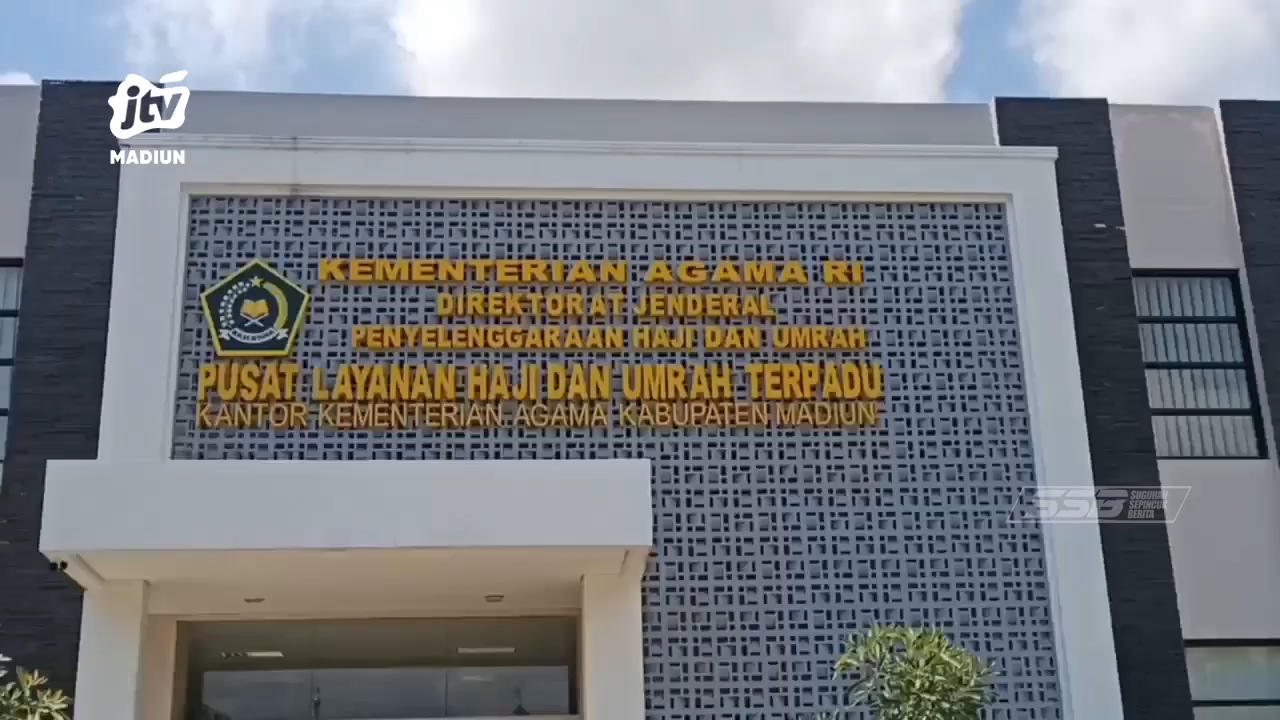 jtv
MADIUN
KEMENTERIAN AGAMA RI
DIREKTORAT JENDERAL
PENYELENGGARAAN HAJI DAN UMRAH
PUSAT LAYANAN HAJI DAN UMRAH TERPADU
KANTOR KEMENTERIAN AGAMA KABUPATEN MADIUN
SSB
SUGUHAN
SEPINCUK
BERITA